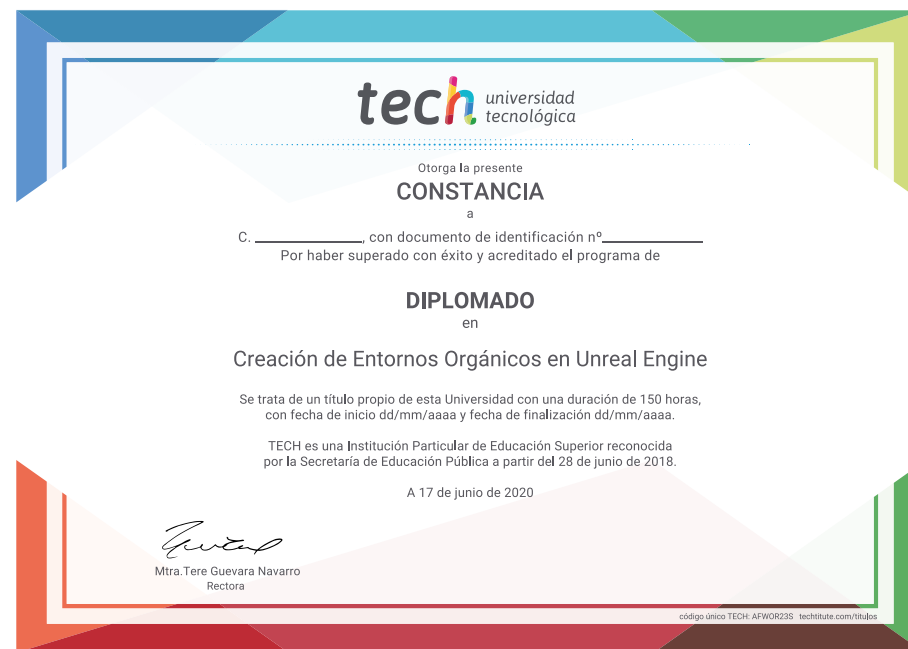 tech universidad
tecnológica
Otorga la presente
CONSTANCIA
a
C. ____________, con documento de identificación nº____________
Por haber superado con éxito y acreditado el programa de
DIPLOMADO
en
Creación de Entornos Orgánicos en Unreal Engine
Se trata de un título propio de esta Universidad con una duración de 150 horas,
con fecha de inicio dd/mm/aaaa y fecha de finalización dd/mm/aaaa.
TECH es una Institución Particular de Educación Superior reconocida
por la Secretaría de Educación Pública a partir del 28 de junio de 2018.
A 17 de junio de 2020
Mtra.Tere Guevara Navarro
Rectora
código único TECH: AFWOR23S techtitute.com/titulos